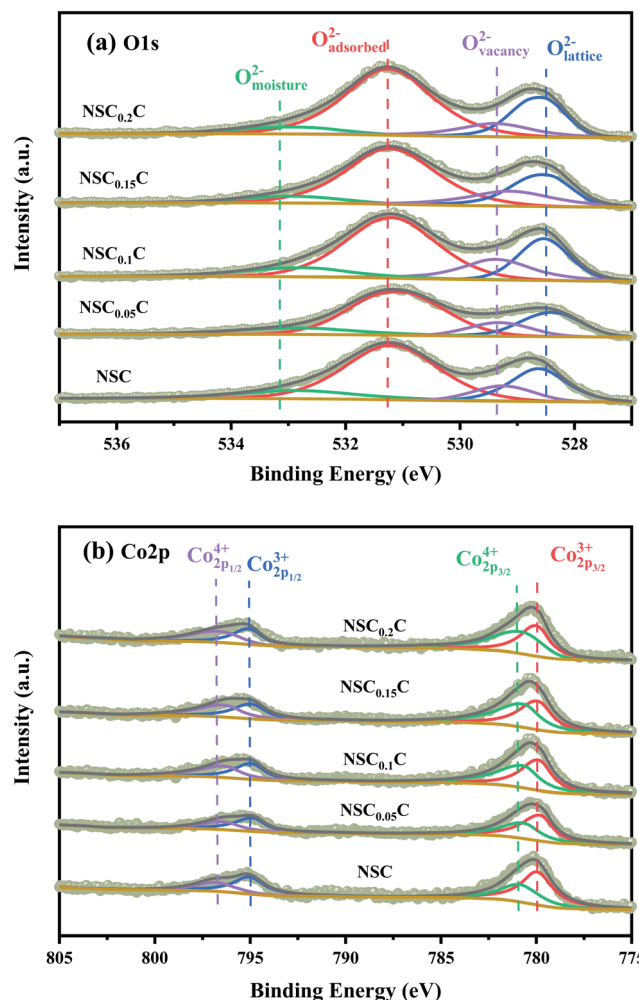 (a) O1s
O²⁻moisture
O²⁻adsorbed
O²⁻vacancy
O²⁻lattice
NSC₀.₂C
NSC₀.₁₅C
NSC₀.₁C
NSC₀.₀₅C
NSC
Intensity (a.u.)
536 534 532 530 528
Binding Energy (eV)
(b) Co2p
Co⁴⁺2p1/2
Co³⁺2p1/2
Co⁴⁺2p3/2
Co³⁺2p3/2
NSC₀.₂C
NSC₀.₁₅C
NSC₀.₁C
NSC₀.₀₅C
NSC
Intensity (a.u.)
805 800 795 790 785 780 775
Binding Energy (eV)